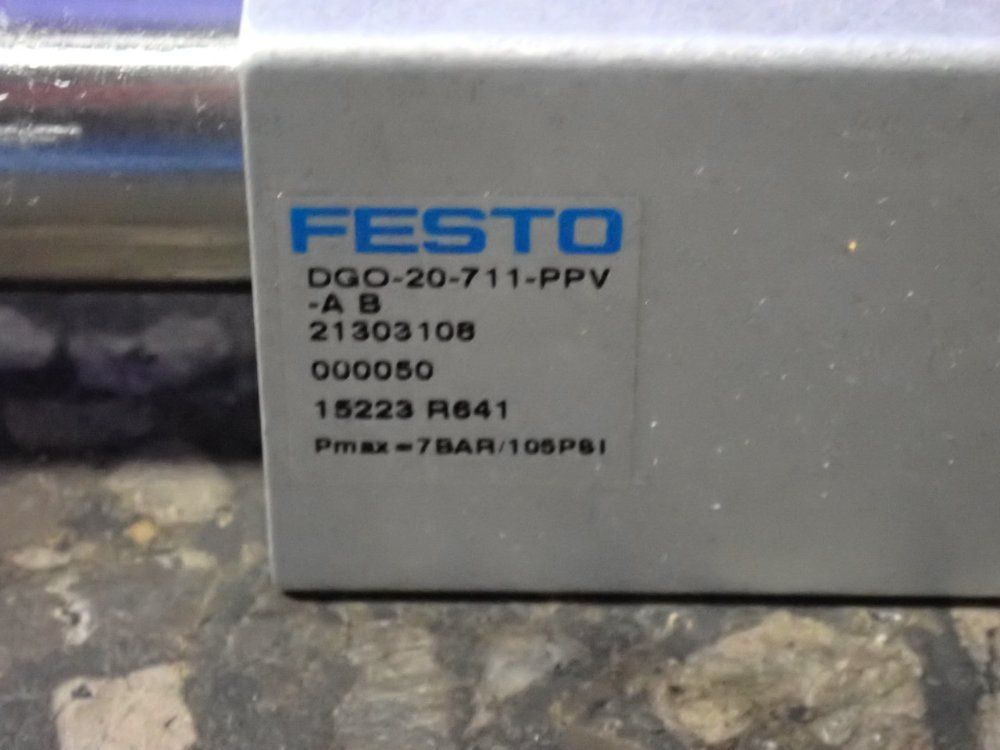 FESTO
DGO-20-711-PPV
-A B
21303108
000050
15223 R641
Pmax=7BAR/105PSI